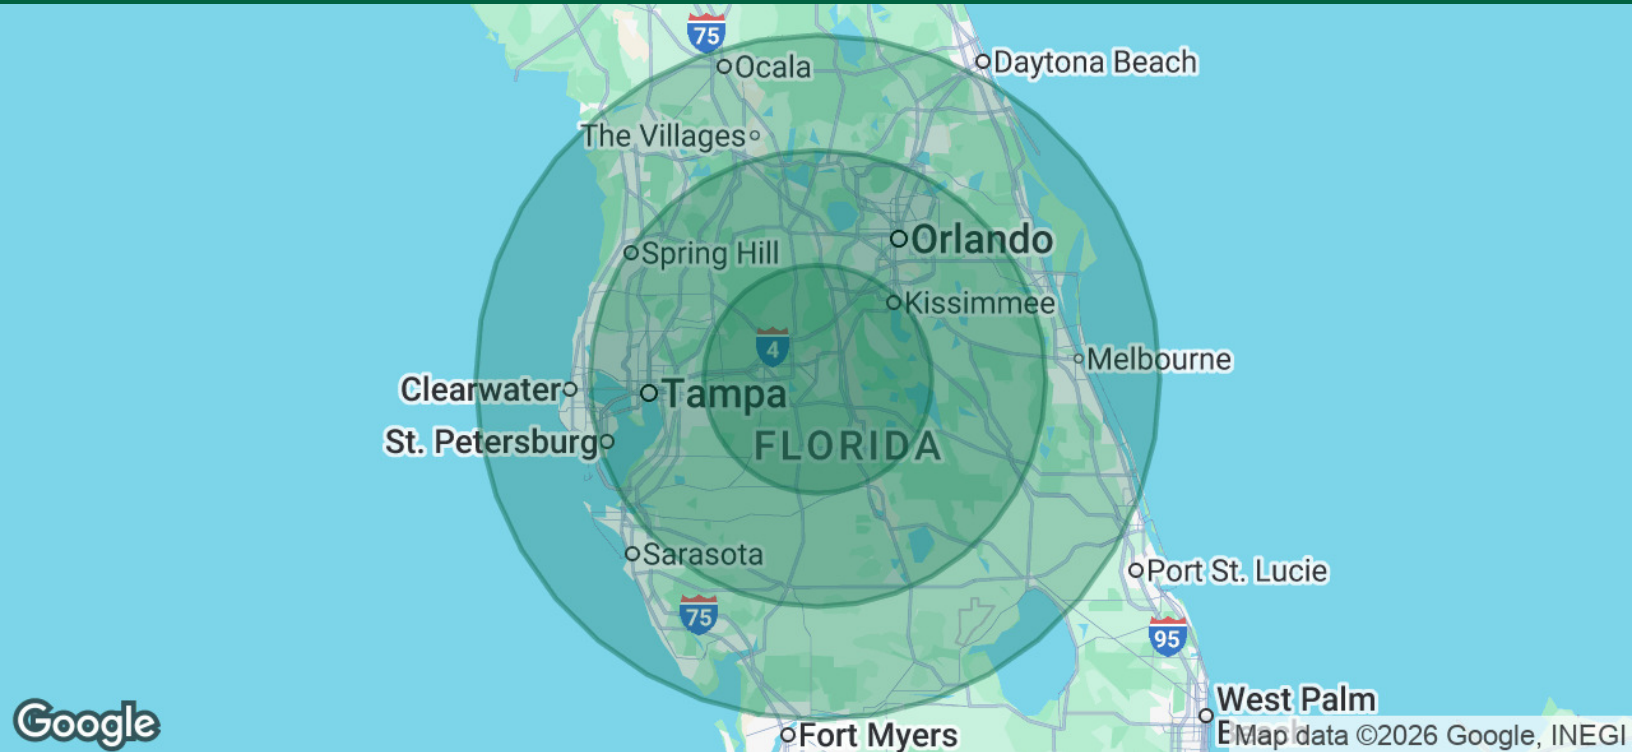 75
Ocala
Daytona Beach
The Villages
Orlando
Spring Hill
Kissimmee
4
Melbourne
Clearwater
Tampa
St. Petersburg
FLORIDA
Sarasota
Port St. Lucie
75
95
West Palm
Google
Fort Myers
Map data ©2026 Google, INEGI